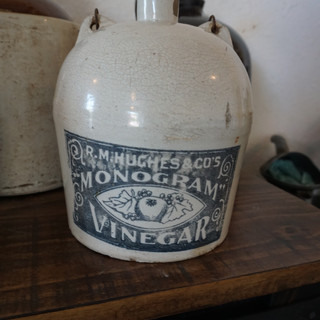 R.M.HUGHES & CO'S
"MONOGRAM"
VINEGAR